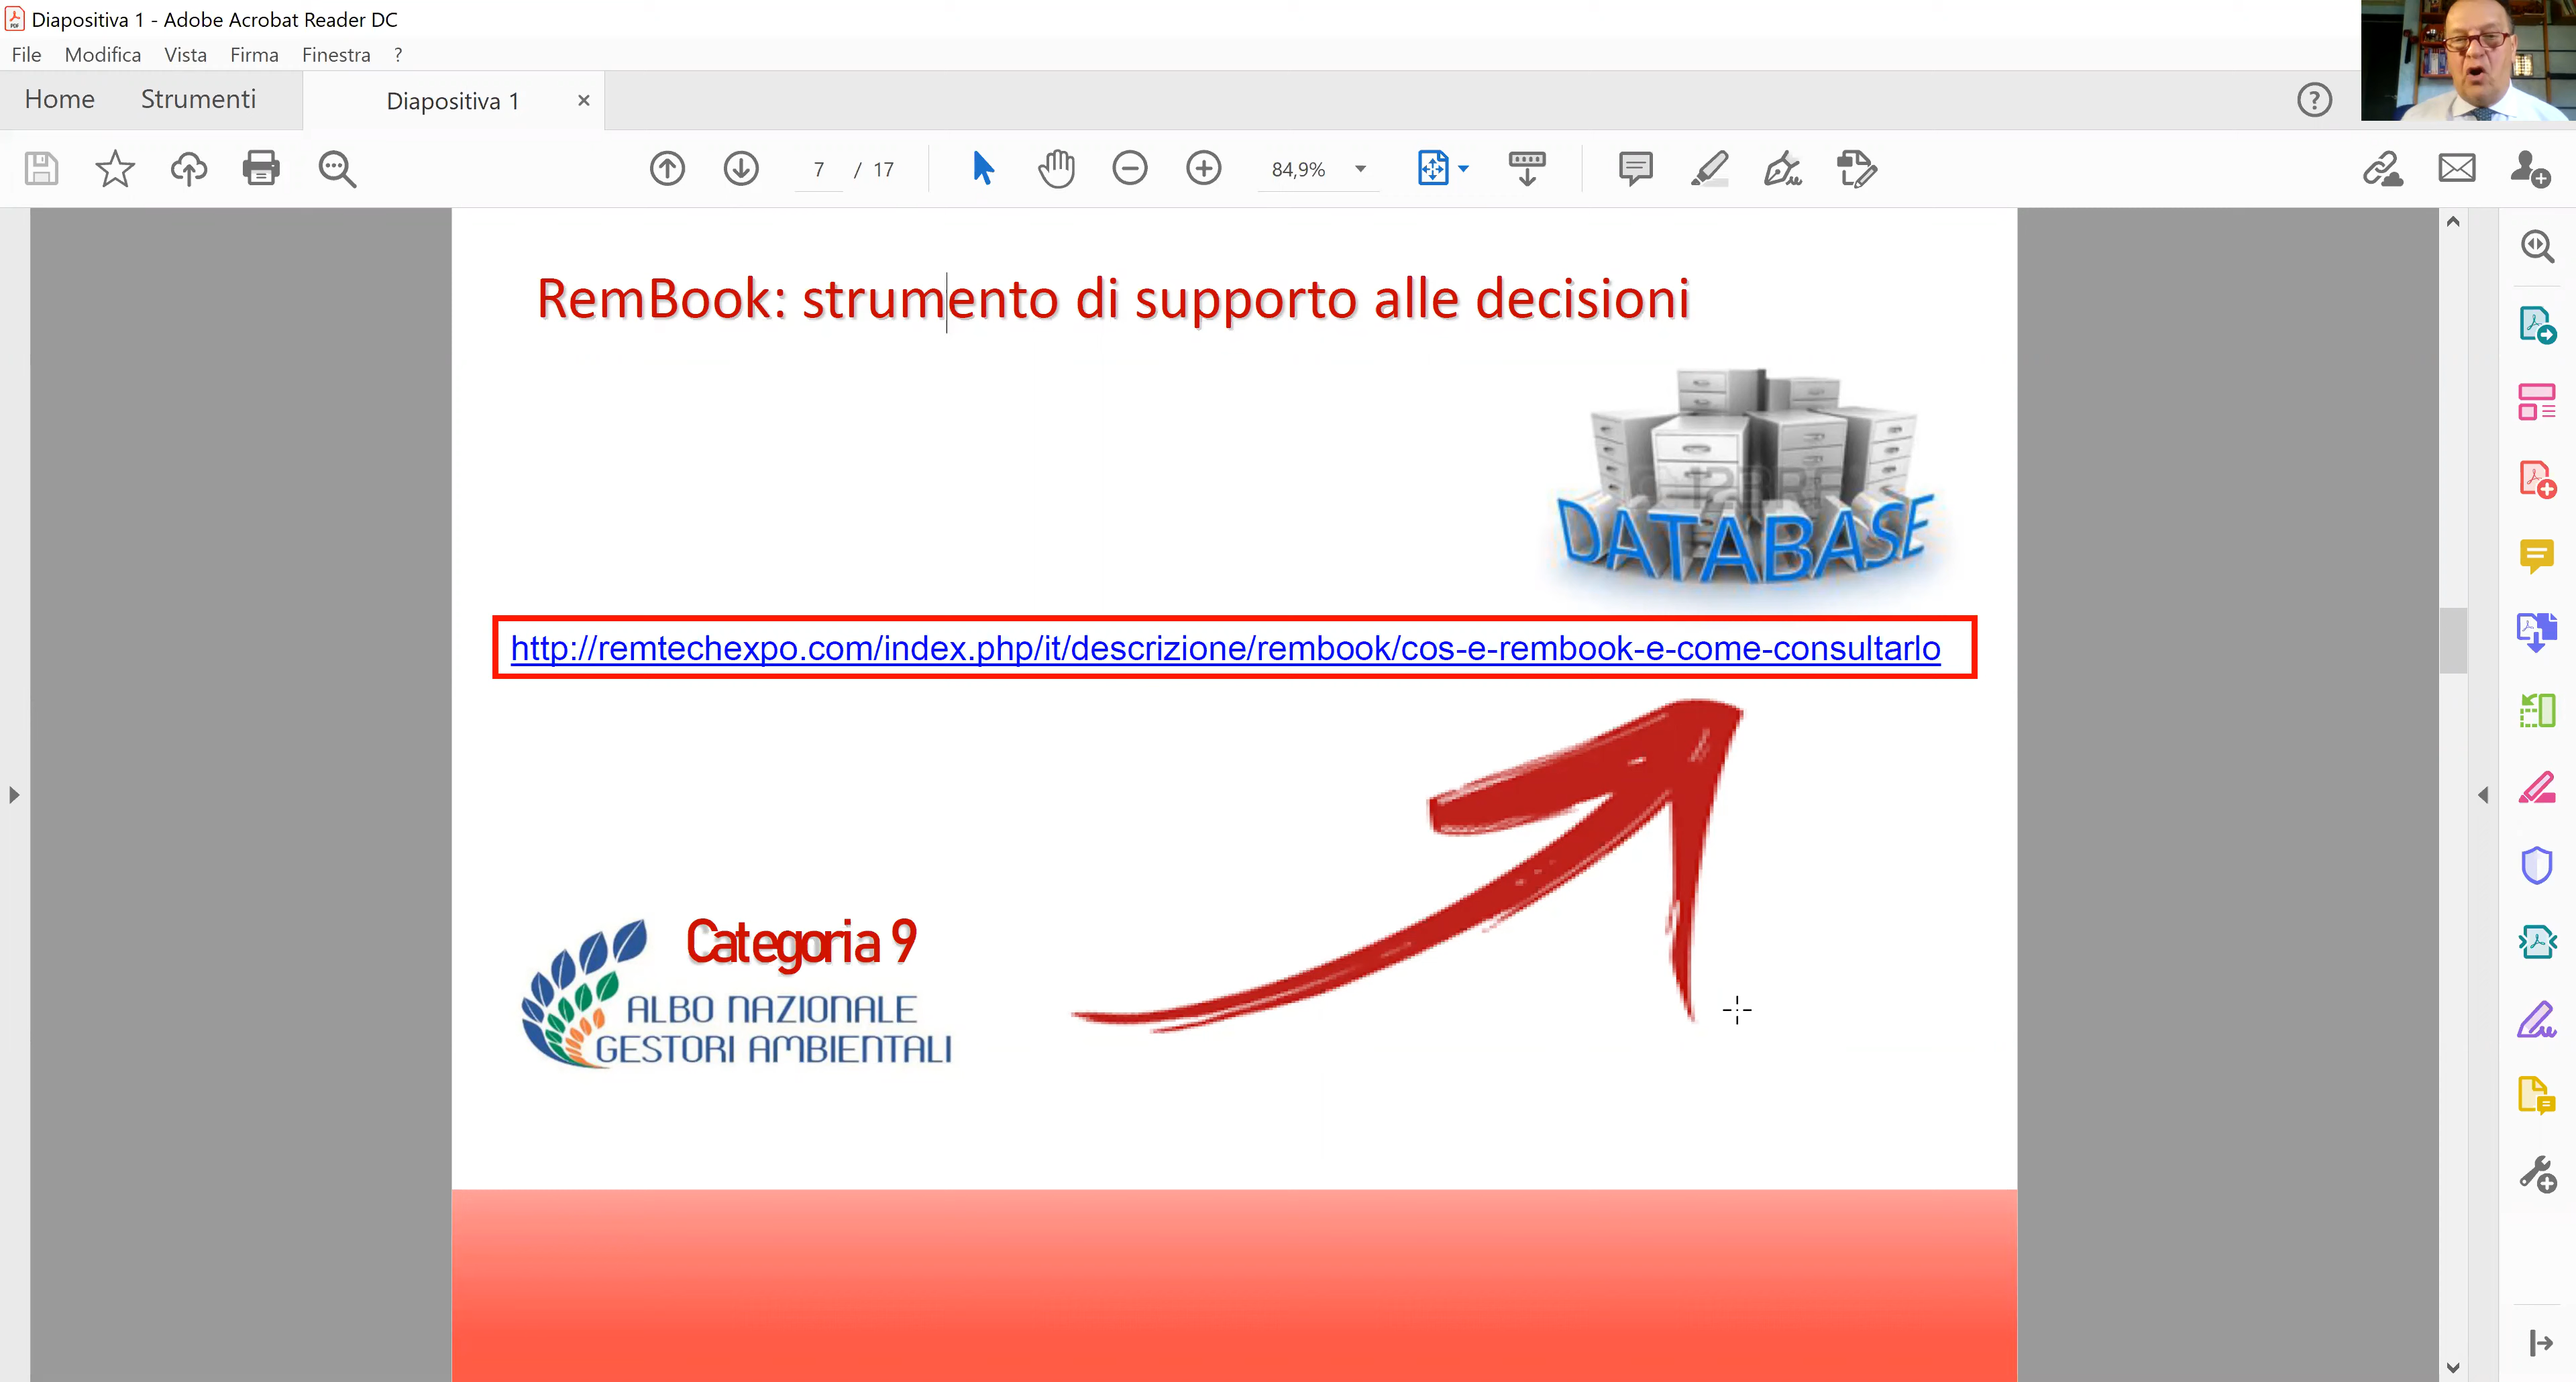 Diapositiva 1 - Adobe Acrobat Reader DC
File Modifica Vista Firma Finestra ?
Home Strumenti Diapositiva 1 ×
7 / 17 84,9%
RemBook: strumento di supporto alle decisioni
DATABASE
http://remtechexpo.com/index.php/it/descrizione/rembook/cos-e-rembook-e-come-consultarlo
Categoria 9
ALBO NAZIONALE
GESTORI AMBIENTALI